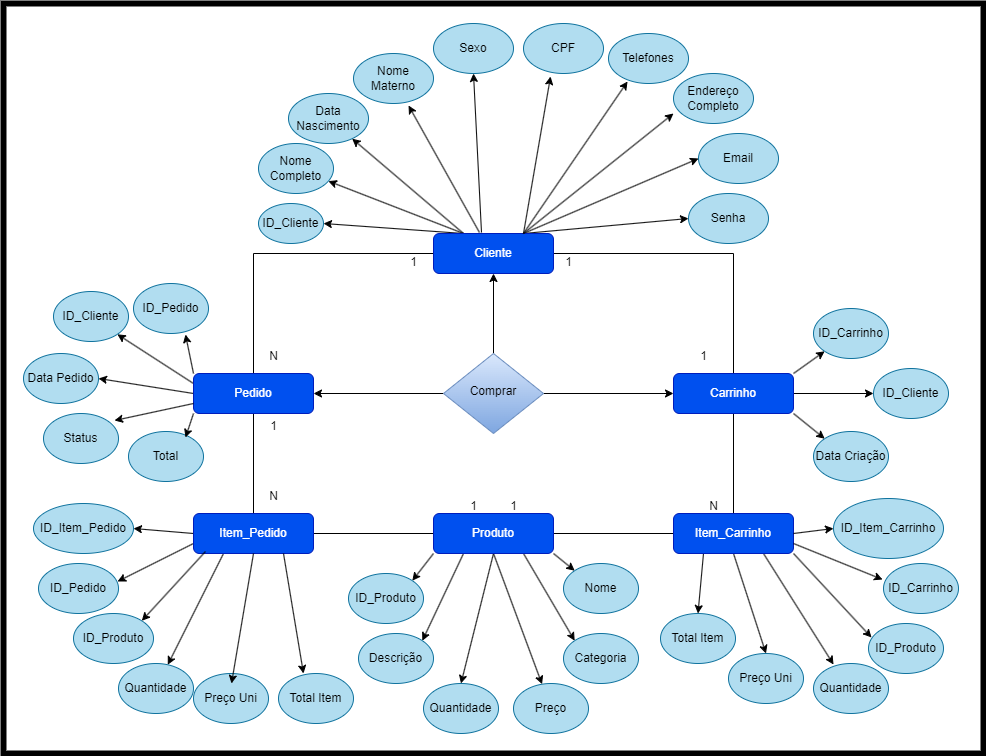 Sexo
CPF
Nome
Materno
Telefones
Data
Nascimento
Endereço
Completo
Nome
Completo
Email
ID_Cliente
Senha
Cliente
1
1
ID_Cliente
ID_Pedido
N
1
ID_Carrinho
Data Pedido
Pedido
Comprar
Carrinho
ID_Cliente
Status
1
Total
Data Criação
N
1
1
N
ID_Item_Pedido
Item_Pedido
Produto
Item_Carrinho
ID_Item_Carrinho
ID_Pedido
ID_Produto
Nome
ID_Carrinho
ID_Produto
Descrição
Categoria
Total Item
ID_Produto
Quantidade
Preço Uni
Total Item
Quantidade
Preço
Preço Uni
Quantidade